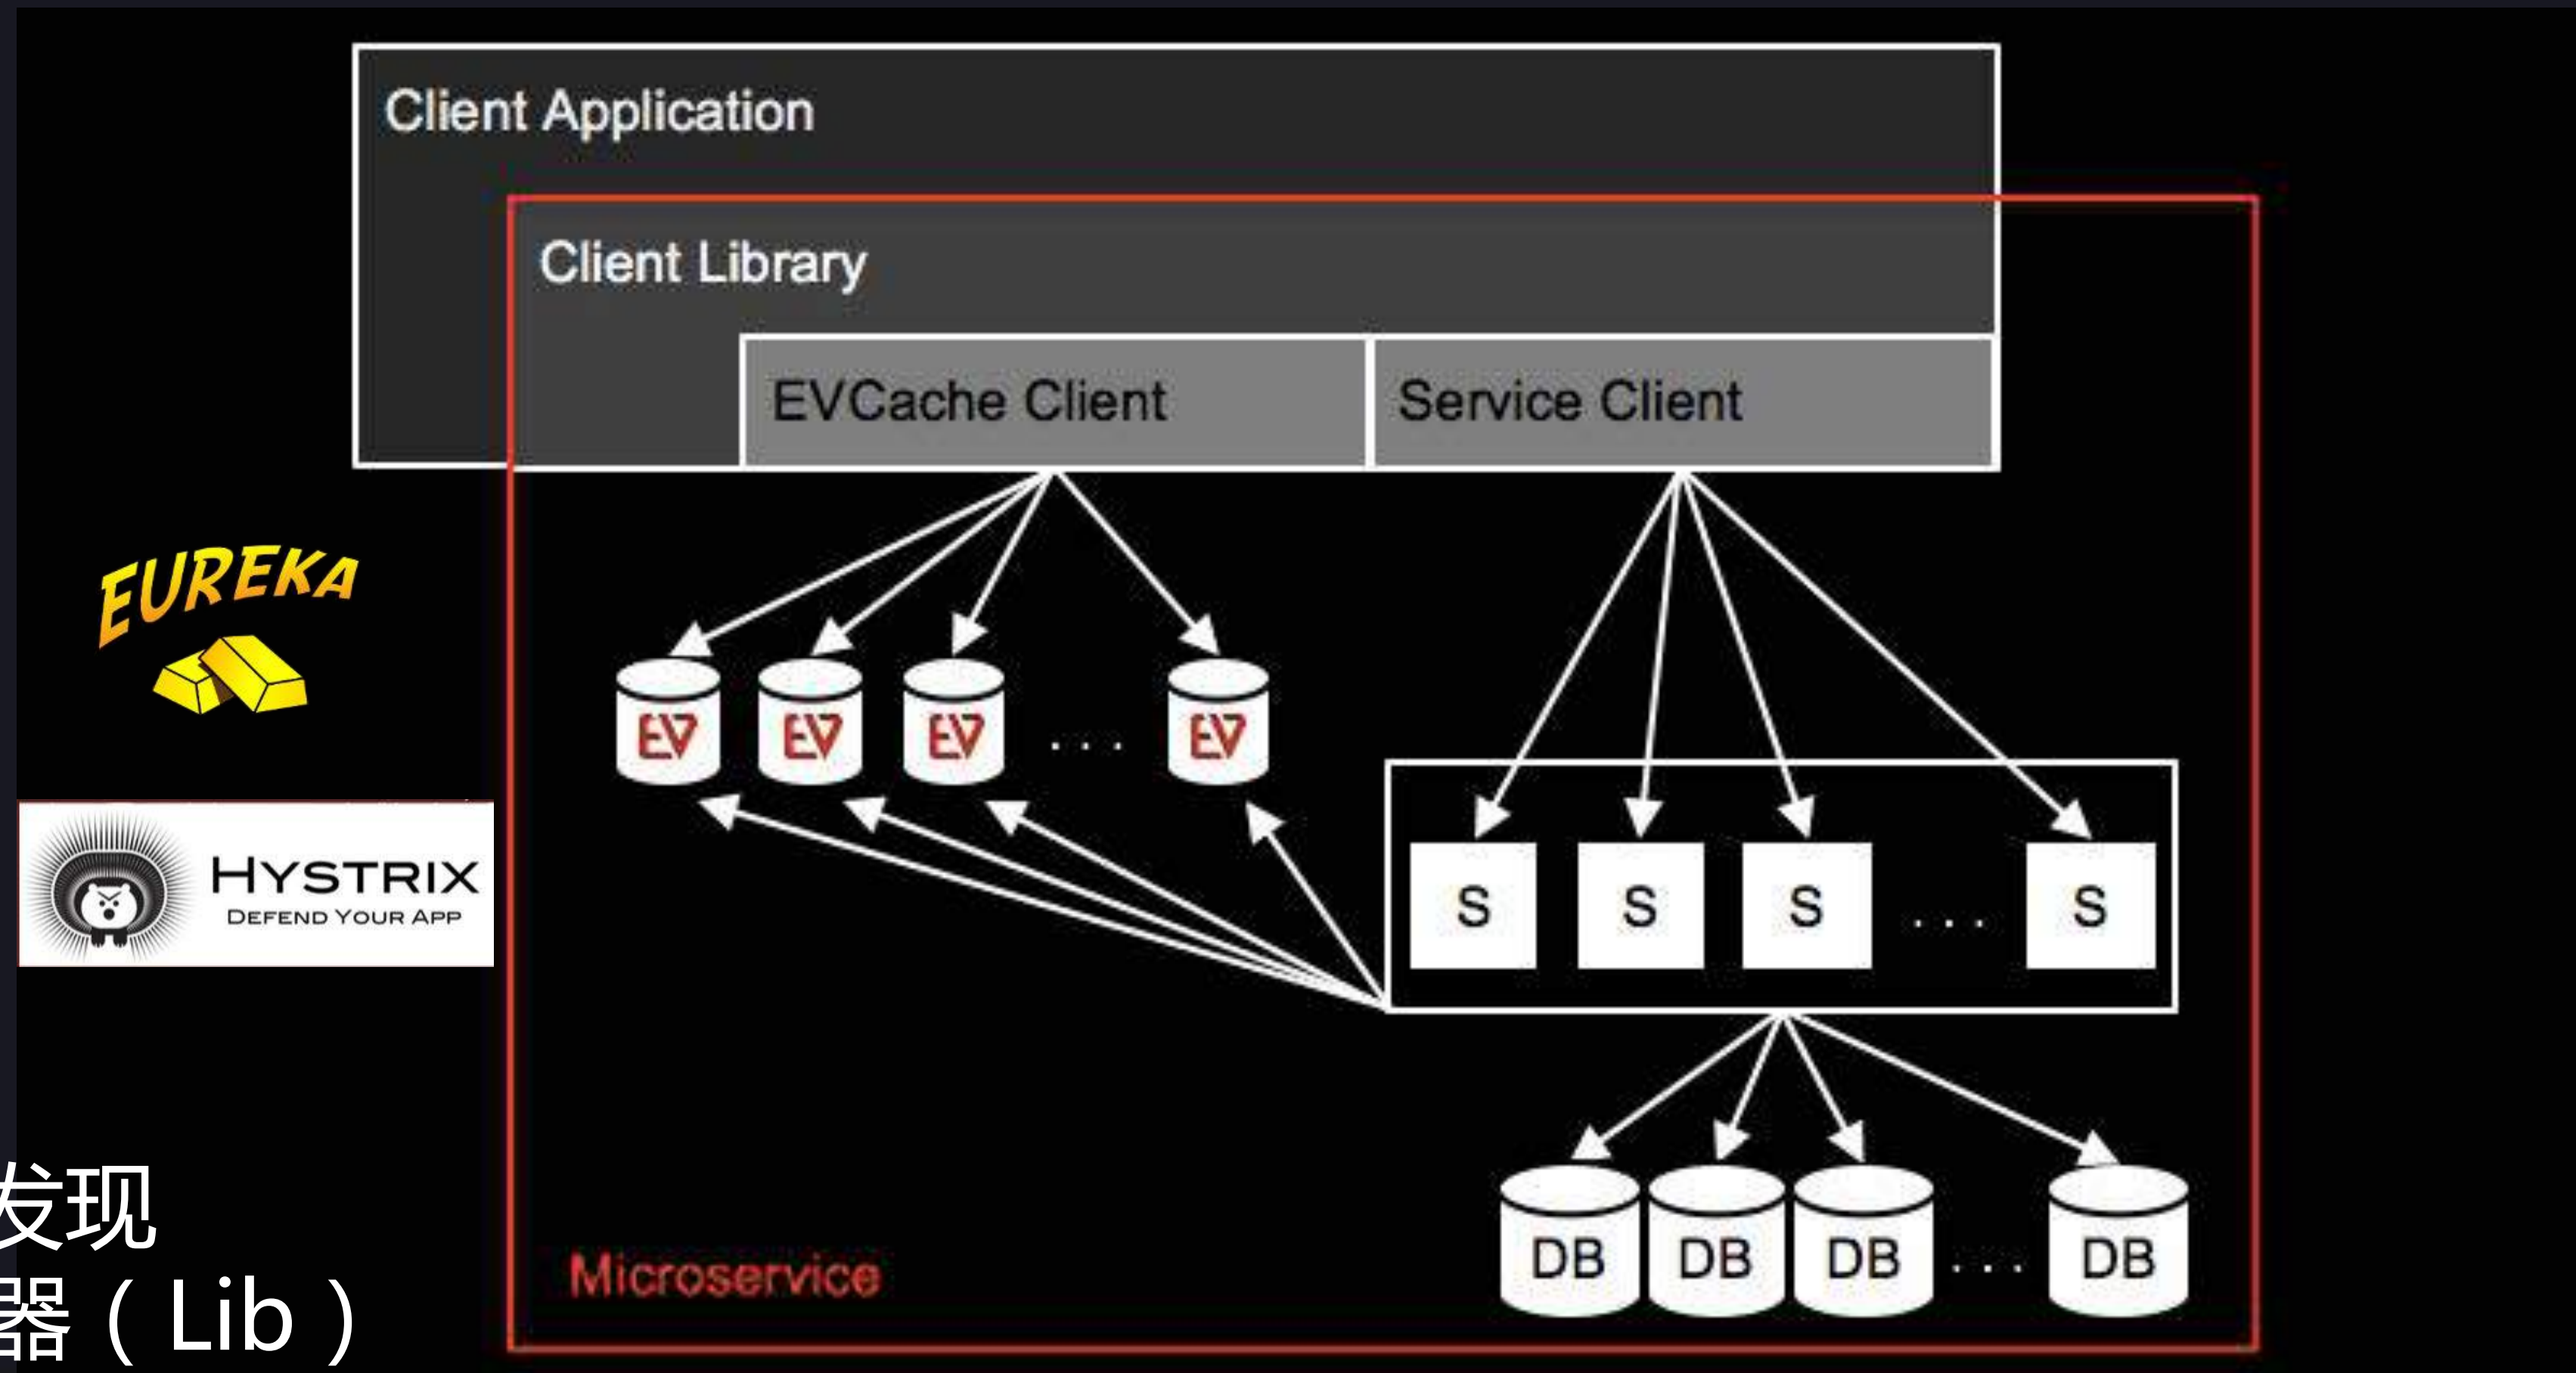 Client Application
Client Library
EVCache Client
Service Client
EUREKA
EV EV EV ... EV
HYSTRIX
DEFEND YOUR APP
S S S ... S
发现
器（Lib）
Microservice
DB DB DB ... DB